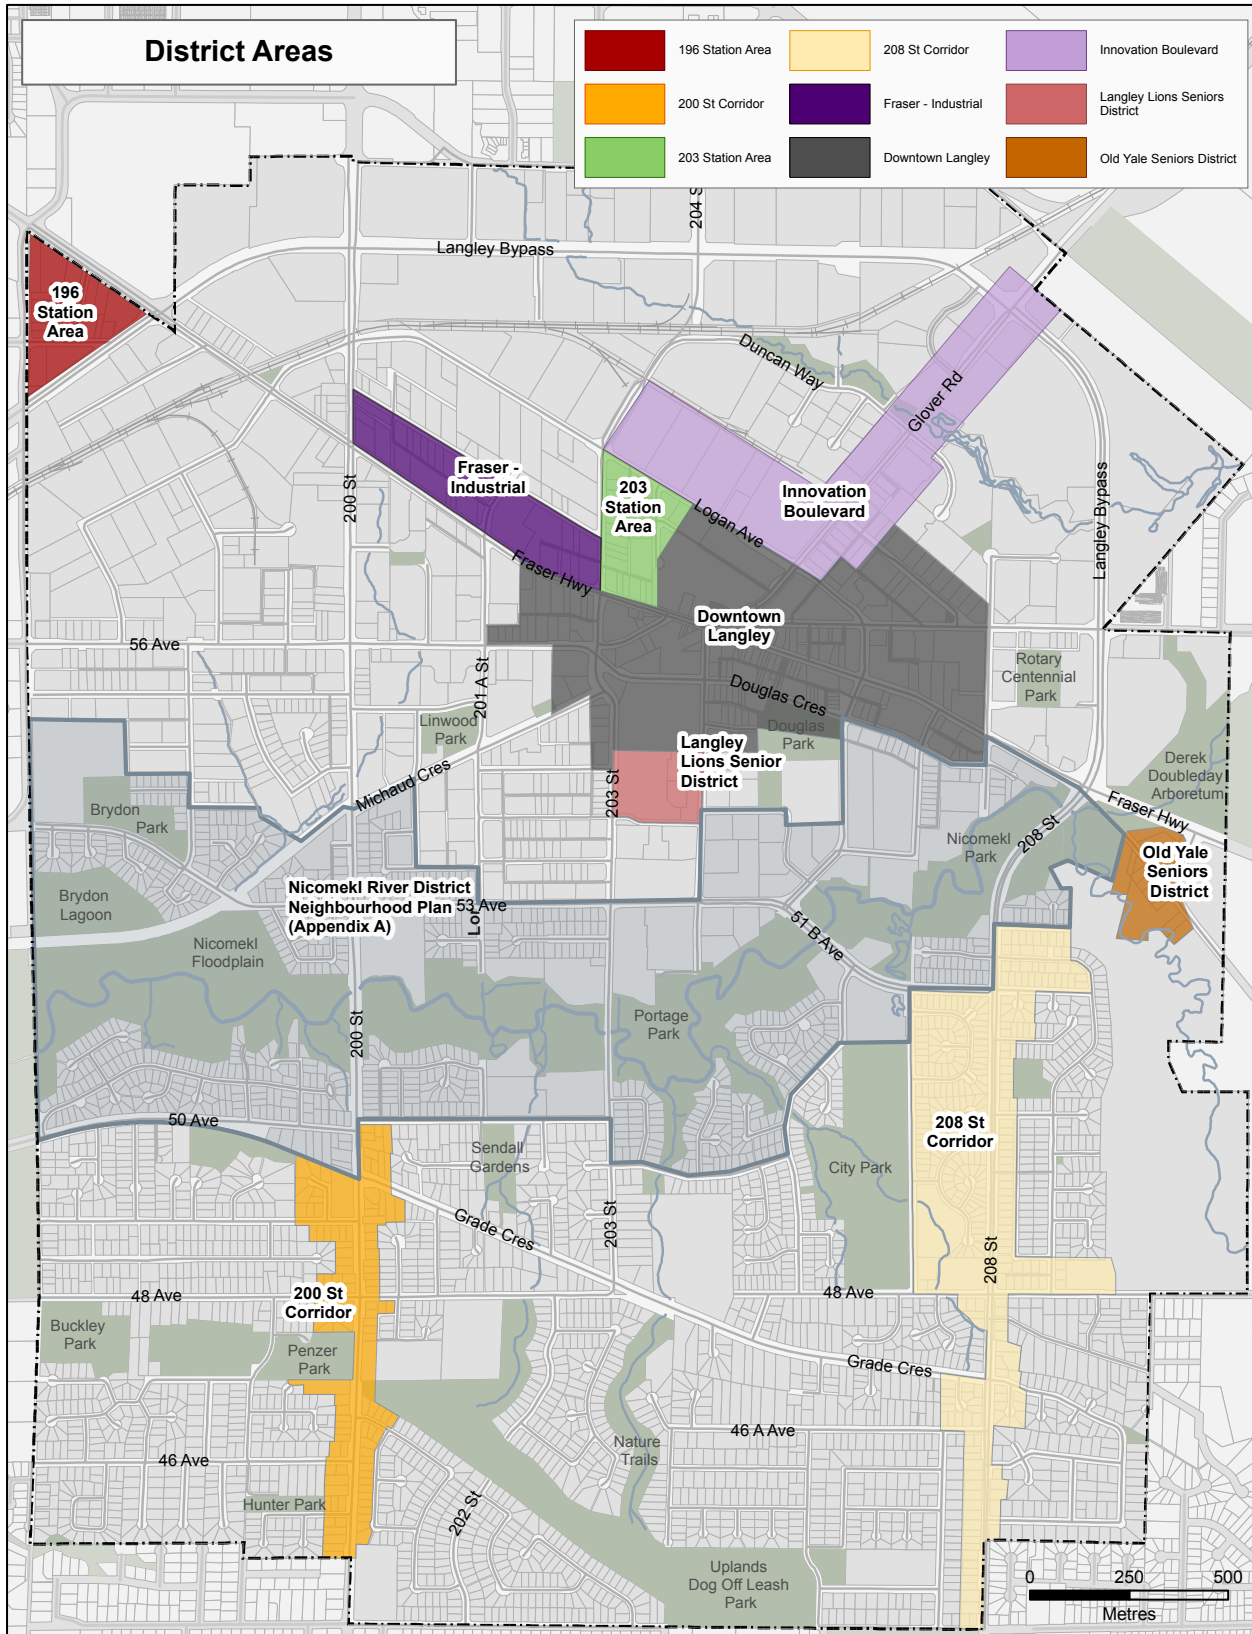 District Areas
196 Station Area
200 St Corridor
203 Station Area
208 St Corridor
Fraser - Industrial
Downtown Langley
Innovation Boulevard
Langley Lions Seniors
District
Old Yale Seniors District
204 S
Langley Bypass
196
Station
Area
Duncan Way
Glover Rd
200 St
Fraser -
Industrial
203
Station
Area
Logan Ave
Innovation
Boulevard
Langley Bypass
Fraser Hwy
Downtown
Langley
56 Ave
201 A St
Douglas Cres
Rotary
Centennial
Park
Linwood
Park
Douglas
Park
Langley
Lions Senior
District
Michaud Cres
203 St
Derek
Doubleday
Arboretum
Fraser Hwy
Brydon
Park
208 St
Nicomekl
Park
Old Yale
Seniors
District
Brydon
Lagoon
Nicomekl River District
Neighbourhood Plan
(Appendix A)
53 Ave
Lor
51 B Ave
Nicomekl
Floodplain
Portage
Park
200 St
50 Ave
208 St
Corridor
Sendall
Gardens
City Park
203 St
Grade Cres
208 St
48 Ave
200 St
Corridor
48 Ave
Buckley
Park
Penzer
Park
Grade Cres
46 A Ave
Nature
Trails
46 Ave
Hunter Park
202 St
Uplands
Dog Off Leash
Park
0 250 500
Metres